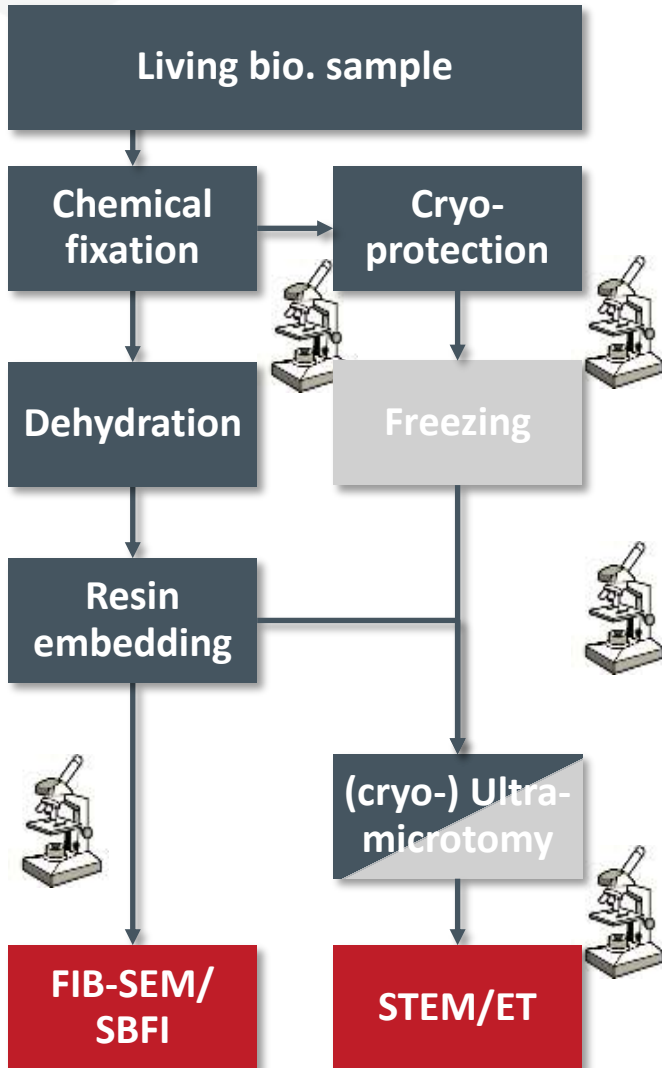 Living bio. sample
Chemical
fixation
Cryo-
protection
Dehydration
Freezing
Resin
embedding
(cryo-) Ultra-
microtomy
FIB-SEM/
SBFI
STEM/ET